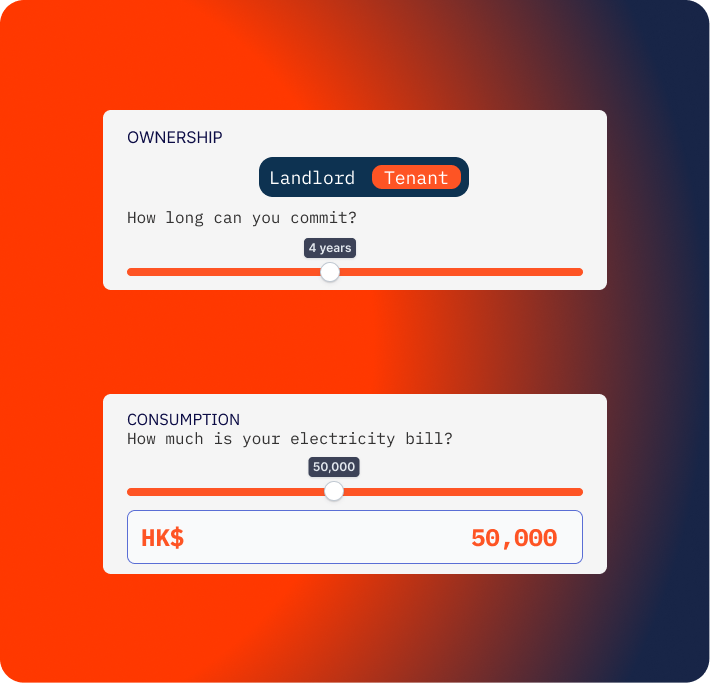 OWNERSHIP
Landlord Tenant
How long can you commit?
4 years
CONSUMPTION
How much is your electricity bill?
50,000
HK$ 50,000